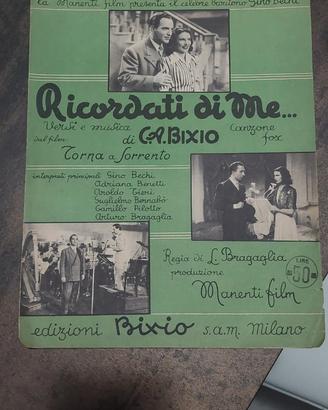 la Manenti film presenta il celebre baritono Gino Bechi
Ricordati di Me...
Versi e musica di C.A. BIXIO Canzone fox
dal film
Torna a Sorrento
interpreti principali Gino Bechi
Adriana Benetti
Aroldo Tieri
Guglielmo Barnabò
Camillo Pilotto
Arturo Bragaglia
Regia di L. Bragaglia
produzione
Manenti film
LIRE
50
edizioni Bixio s.a.m. Milano